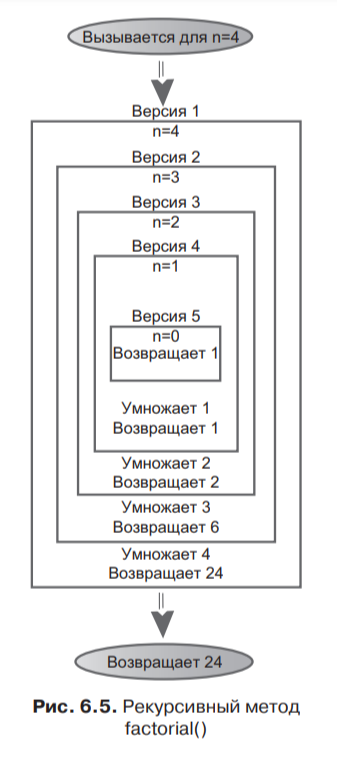 Вызывается для n=4
Версия 1
n=4
Версия 2
n=3
Версия 3
n=2
Версия 4
n=1
Версия 5
n=0
Возвращает 1
Умножает 1
Возвращает 1
Умножает 2
Возвращает 2
Умножает 3
Возвращает 6
Умножает 4
Возвращает 24
Возвращает 24
Рис. 6.5. Рекурсивный метод
factorial()